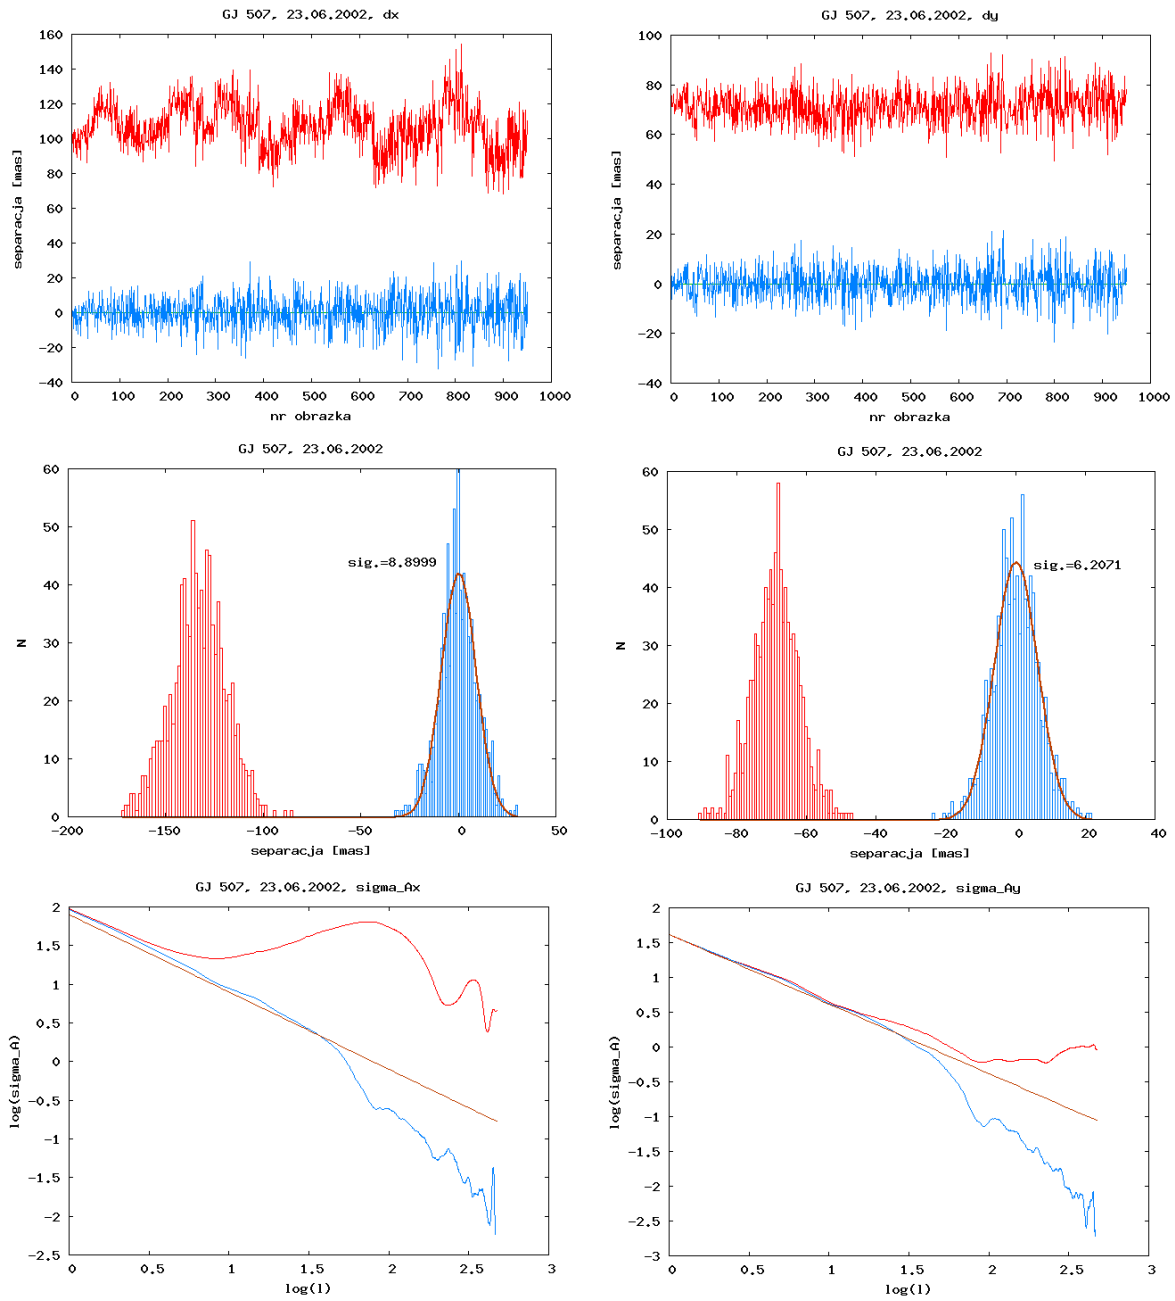 GJ 507, 23.06.2002, dx
separacja [mas]
160
140
120
100
80
60
40
20
0
-20
-40
0 100 200 300 400 500 600 700 800 900 1000
nr obrazka
GJ 507, 23.06.2002, dy
separacja [mas]
100
80
60
40
20
0
-20
-40
0 100 200 300 400 500 600 700 800 900 1000
nr obrazka
GJ 507, 23.06.2002
N
60
50
40
30
20
10
0
sig.=8.8999
-200 -150 -100 -50 0 50
separacja [mas]
GJ 507, 23.06.2002
N
60
50
40
30
20
10
0
sig.=6.2071
-100 -80 -60 -40 -20 0 20 40
separacja [mas]
GJ 507, 23.06.2002, sigma_Ax
log(sigma_A)
2
1.5
1
0.5
0
-0.5
-1
-1.5
-2
-2.5
0 0.5 1 1.5 2 2.5 3
log(l)
GJ 507, 23.06.2002, sigma_Ay
log(sigma_A)
2
1.5
1
0.5
0
-0.5
-1
-1.5
-2
-2.5
-3
0 0.5 1 1.5 2 2.5 3
log(l)